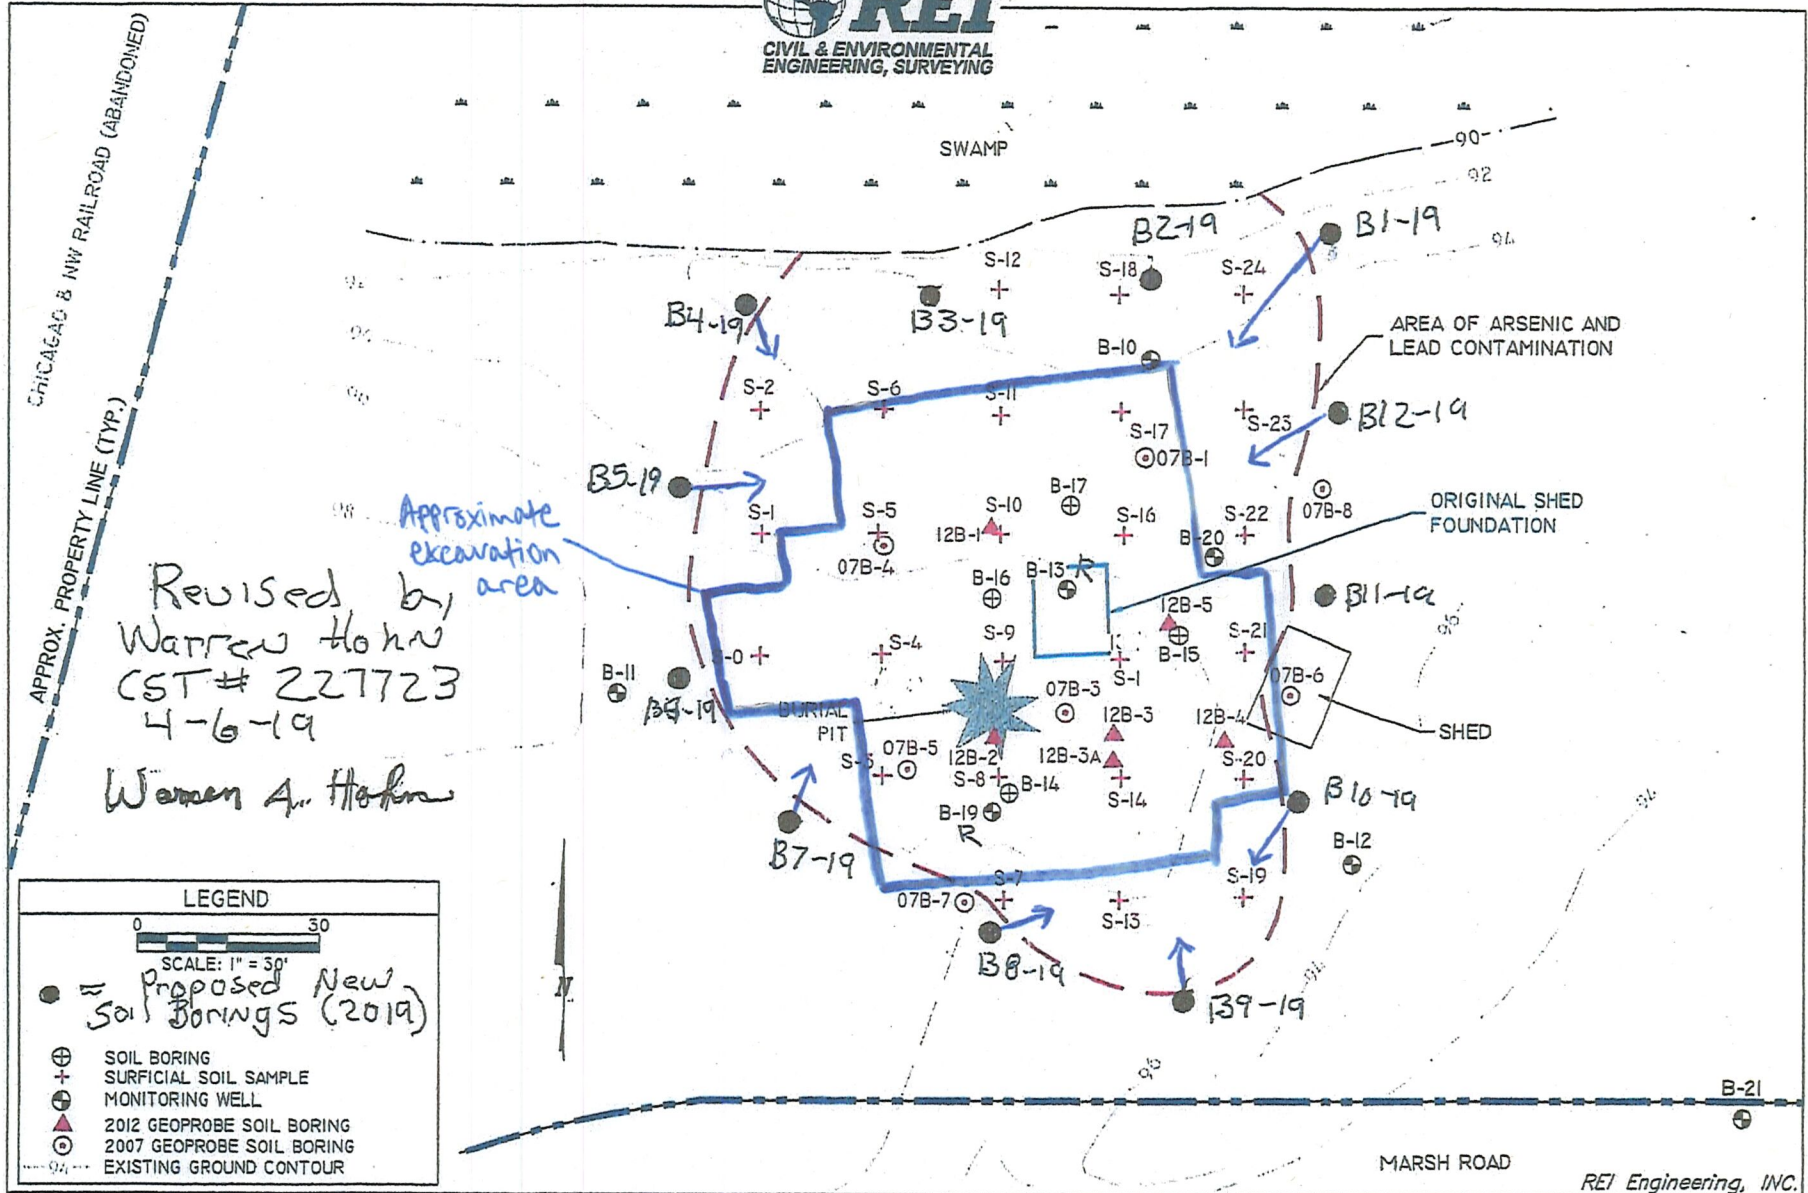 REI
CIVIL & ENVIRONMENTAL
ENGINEERING, SURVEYING
CHICAGAO & NW RAILROAD (ABANDONED)
APPROX. PROPERTY LINE (TYP.)
SWAMP
90
92
94
B2-19
B1-19
S-12
S-18
S-24
B4-19
B3-19
B-10
AREA OF ARSENIC AND
LEAD CONTAMINATION
S-2
S-6
S-11
S-17
S-23
B12-19
07B-1
B5-19
B-17
07B-8
ORIGINAL SHED
FOUNDATION
98
Approximate
excavation
area
S-1
S-5
S-10
12B-1
S-16
S-22
07B-4
B-20
B-16
B-13
R
B11-19
12B-5
96
Revised by
Warren Hohn
CST# 227723
4-6-19
Warren A. Hohn
S-0
S-4
S-9
S-1
B-15
S-21
B-11
B6-19
07B-3
07B-6
BURIAL
PIT
12B-3
12B-4
SHED
S-3
07B-5
12B-2
12B-3A
S-8
B-14
S-14
S-20
B-19
R
B10-19
94
B7-19
B-12
S-7
07B-7
S-13
S-19
B8-19
B9-19
96
N
LEGEND
0 30
SCALE: 1" = 30'
= Proposed New
Soil Borings (2019)
SOIL BORING
SURFICIAL SOIL SAMPLE
MONITORING WELL
2012 GEOPROBE SOIL BORING
2007 GEOPROBE SOIL BORING
94 EXISTING GROUND CONTOUR
B-21
MARSH ROAD
REI Engineering, INC.